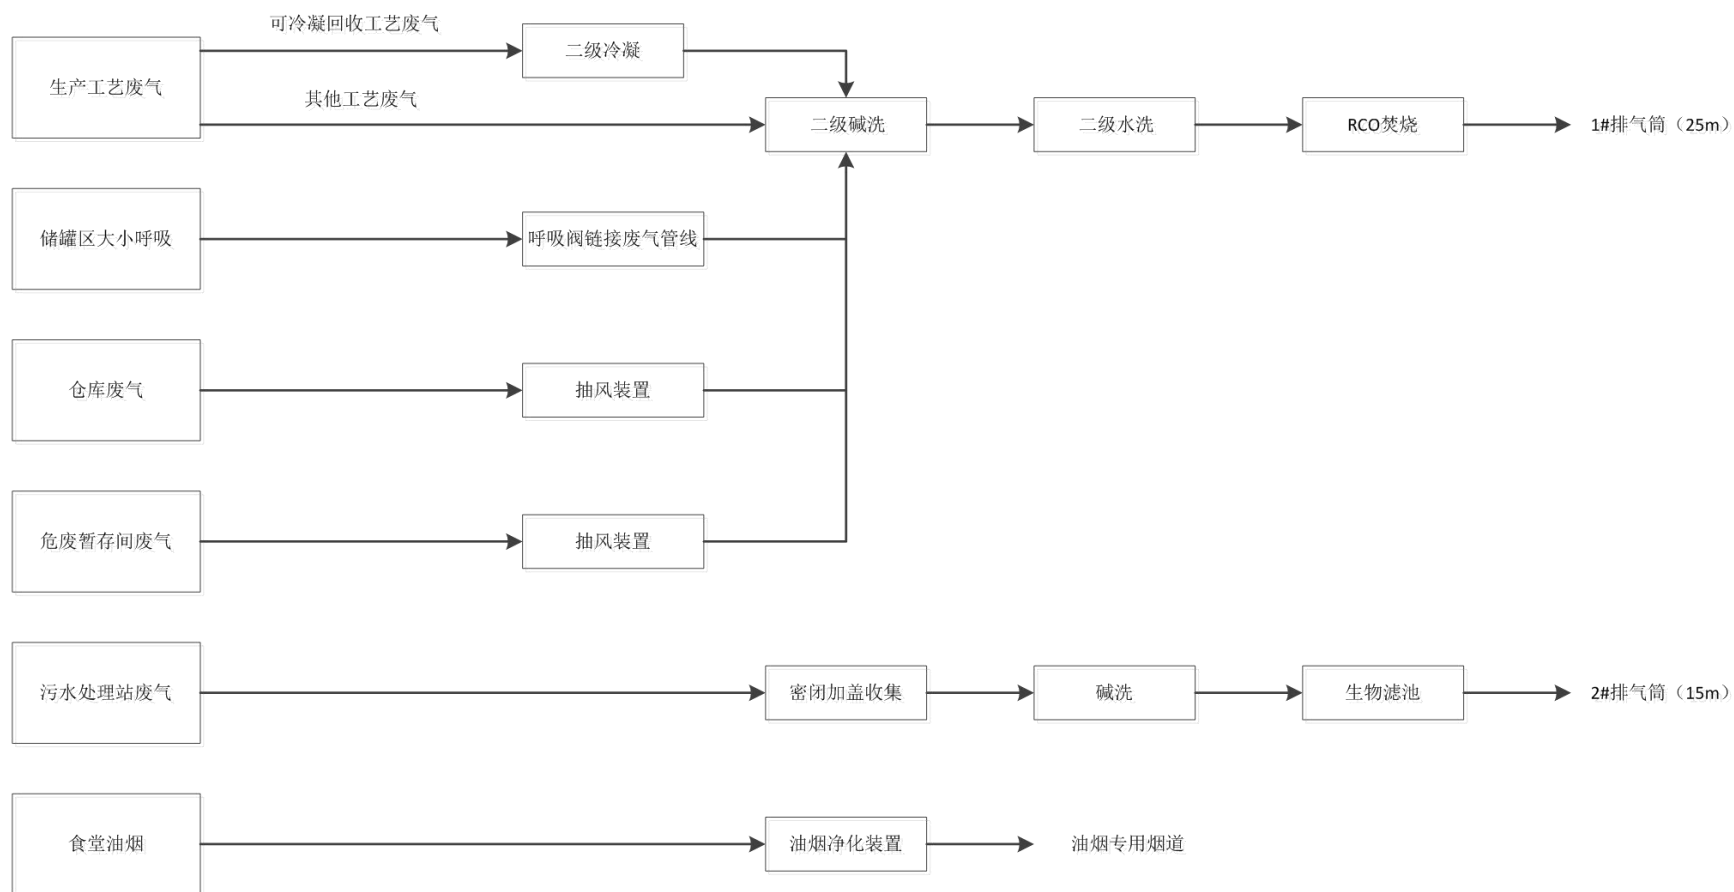 可冷凝回收工艺废气
二级冷凝
生产工艺废气
其他工艺废气
二级碱洗
二级水洗
RCO焚烧
1#排气筒（25m）
储罐区大小呼吸
呼吸阀链接废气管线
仓库废气
抽风装置
危废暂存间废气
抽风装置
污水处理站废气
密闭加盖收集
碱洗
生物滤池
2#排气筒（15m）
食堂油烟
油烟净化装置
油烟专用烟道